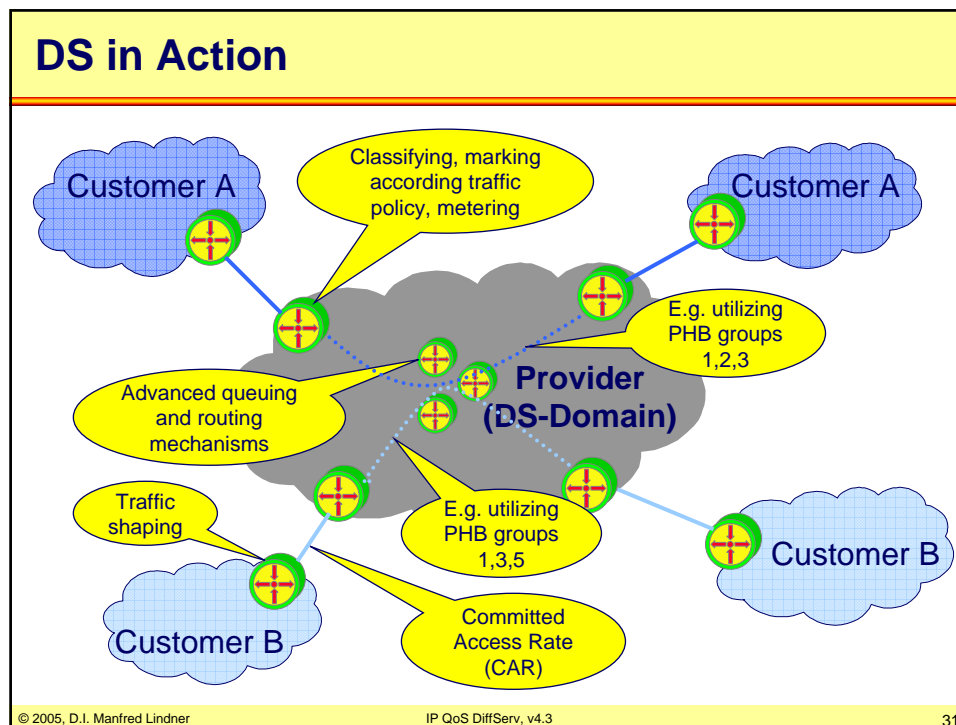 DS in Action
Customer A
Classifying, marking
according traffic
policy, metering
Customer A
E.g. utilizing
PHB groups
1,2,3
Advanced queuing
and routing
mechanisms
Provider
(DS-Domain)
Traffic
shaping
E.g. utilizing
PHB groups
1,3,5
Customer B
Customer B
Committed
Access Rate
(CAR)
© 2005, D.I. Manfred Lindner
IP QoS DiffServ, v4.3
31